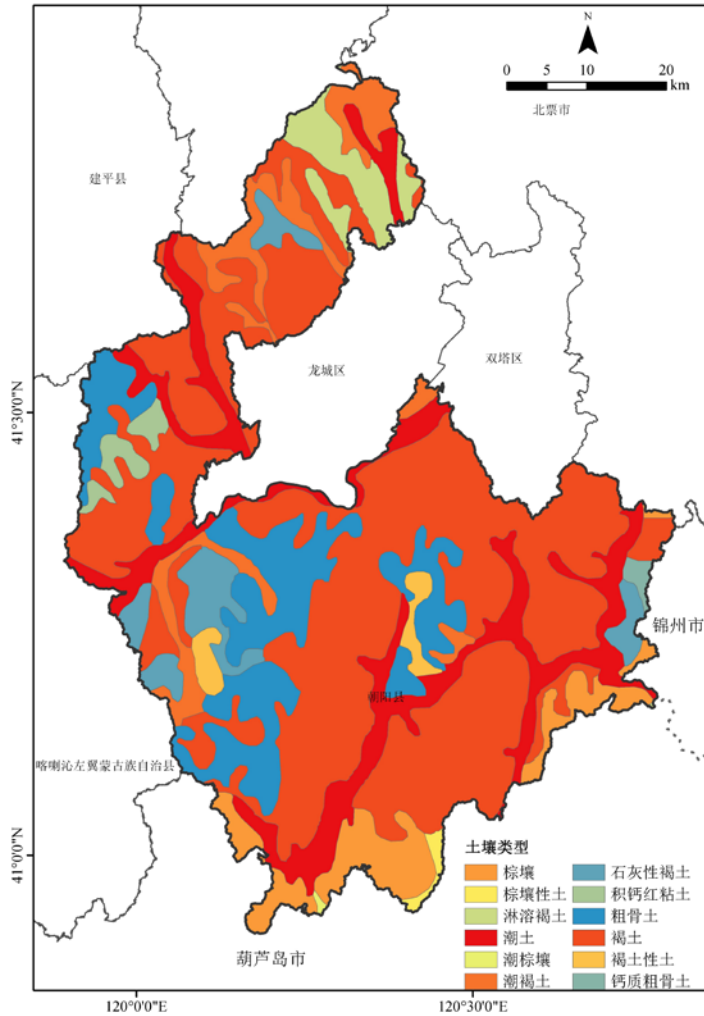 N
0 5 10 20
km
北票市
建平县
龙城区
双塔区
41°30'0"N
锦州市
朝阳县
喀喇沁左翼蒙古族自治县
41°0'0"N
葫芦岛市
土壤类型
棕壤 石灰性褐土
棕壤性土 积钙红粘土
淋溶褐土 粗骨土
潮土 褐土
潮棕壤 褐土性土
潮褐土 钙质粗骨土
120°0'0"E 120°30'0"E